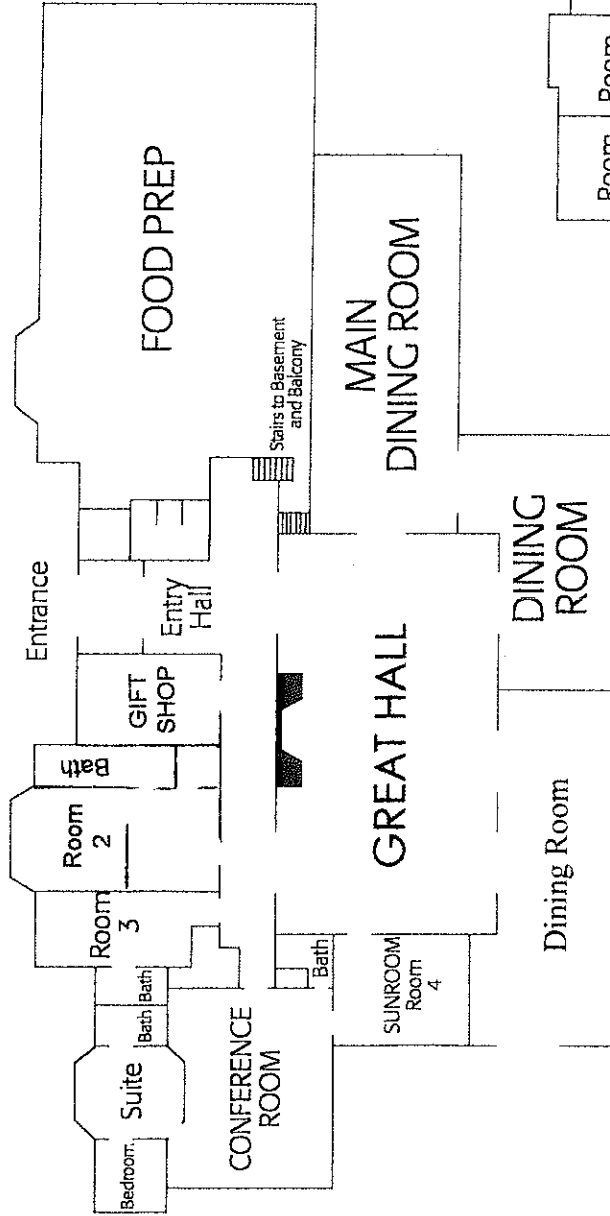 FOOD PREP
Stairs to Basement
and Balcony
MAIN
DINING ROOM
Room
Room
Entrance
Entry
Hall
DINING
ROOM
GIFT
SHOP
Bath
GREAT HALL
Room
2
Room
3
Dining Room
Bath
SUNROOM
Room
4
Bath
Bath
Suite
CONFERENCE
ROOM
Bedroom